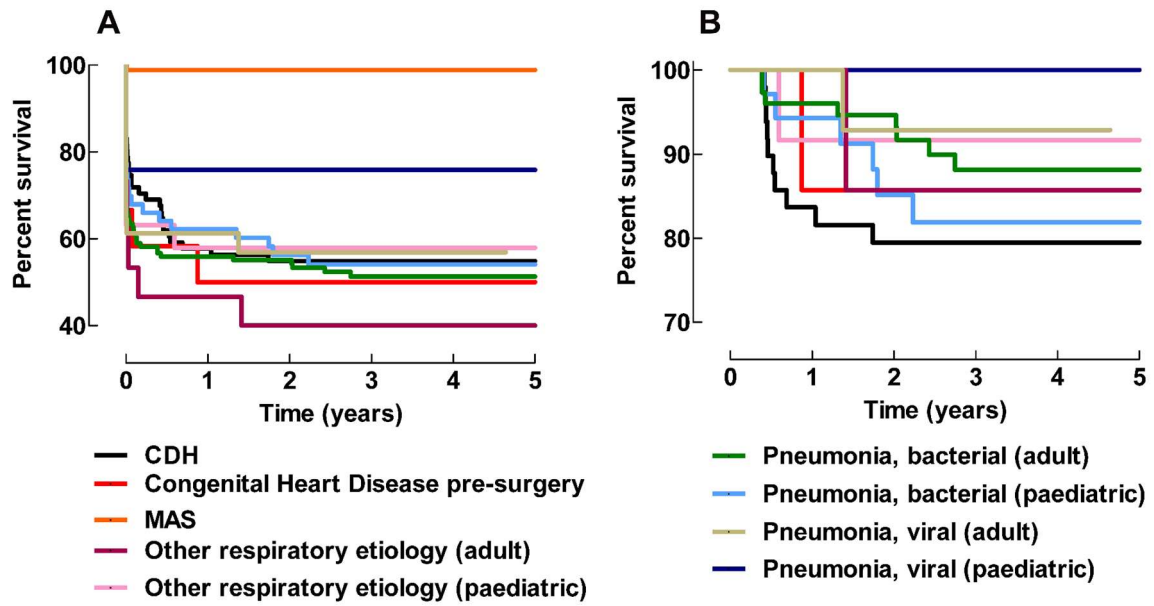 A
B
Percent survival
100
80
60
40
0 1 2 3 4 5
Time (years)
Percent survival
100
90
80
70
0 1 2 3 4 5
Time (years)
CDH
Congenital Heart Disease pre-surgery
MAS
Other respiratory etiology (adult)
Other respiratory etiology (paediatric)
Pneumonia, bacterial (adult)
Pneumonia, bacterial (paediatric)
Pneumonia, viral (adult)
Pneumonia, viral (paediatric)